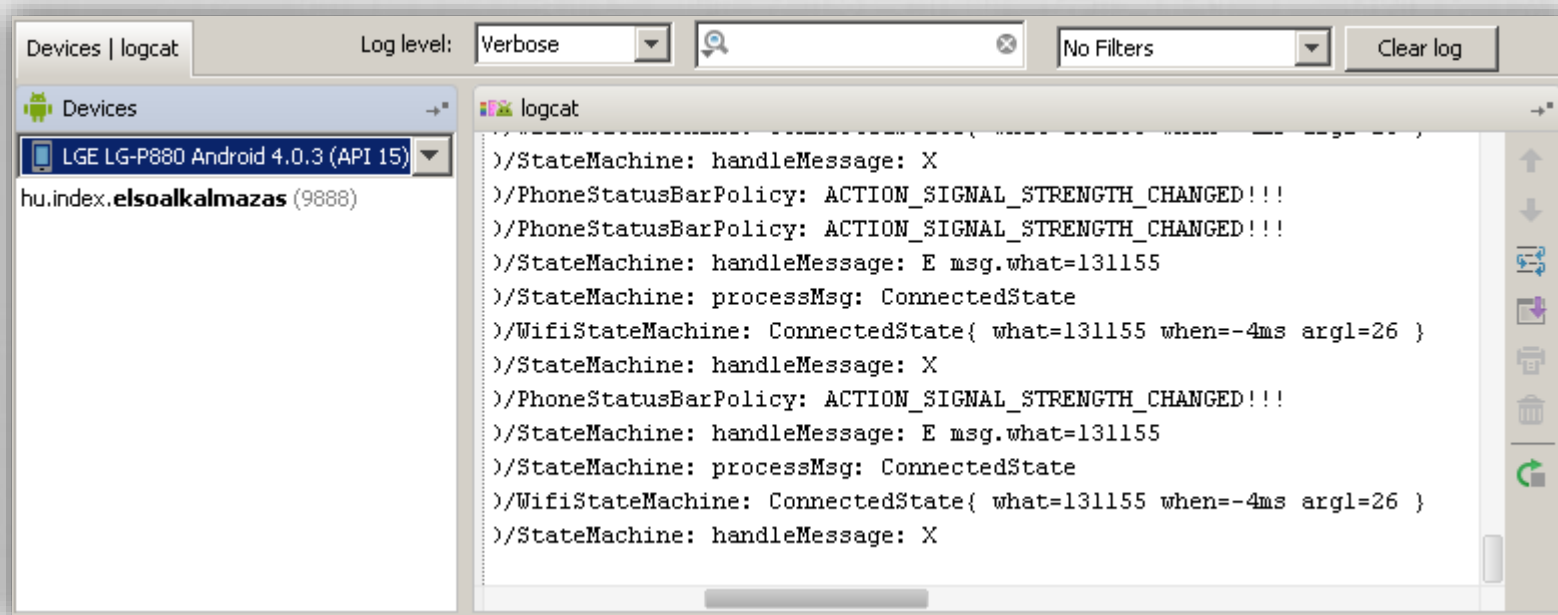 Devices | logcat
Log level:
Verbose
No Filters
Clear log
Devices
LGE LG-P880 Android 4.0.3 (API 15)
hu.index.elsoalkalmazas (9888)
logcat
)/StateMachine: handleMessage: X
)/PhoneStatusBarPolicy: ACTION_SIGNAL_STRENGTH_CHANGED!!!
)/PhoneStatusBarPolicy: ACTION_SIGNAL_STRENGTH_CHANGED!!!
)/StateMachine: handleMessage: E msg.what=131155
)/StateMachine: processMsg: ConnectedState
)/WifiStateMachine: ConnectedState{ what=131155 when=-4ms arg1=26 }
)/StateMachine: handleMessage: X
)/PhoneStatusBarPolicy: ACTION_SIGNAL_STRENGTH_CHANGED!!!
)/StateMachine: handleMessage: E msg.what=131155
)/StateMachine: processMsg: ConnectedState
)/WifiStateMachine: ConnectedState{ what=131155 when=-4ms arg1=26 }
)/StateMachine: handleMessage: X